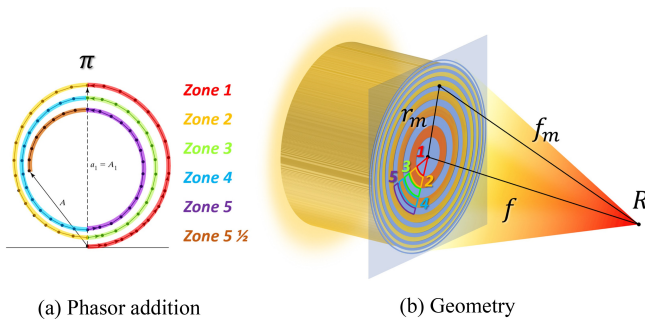 π
Zone 1
Zone 2
Zone 3
Zone 4
Zone 5
Zone 5 ½
a₁ = A₁
A
(a) Phasor addition
r_m
f_m
1
3
5
2
4
f
R
(b) Geometry